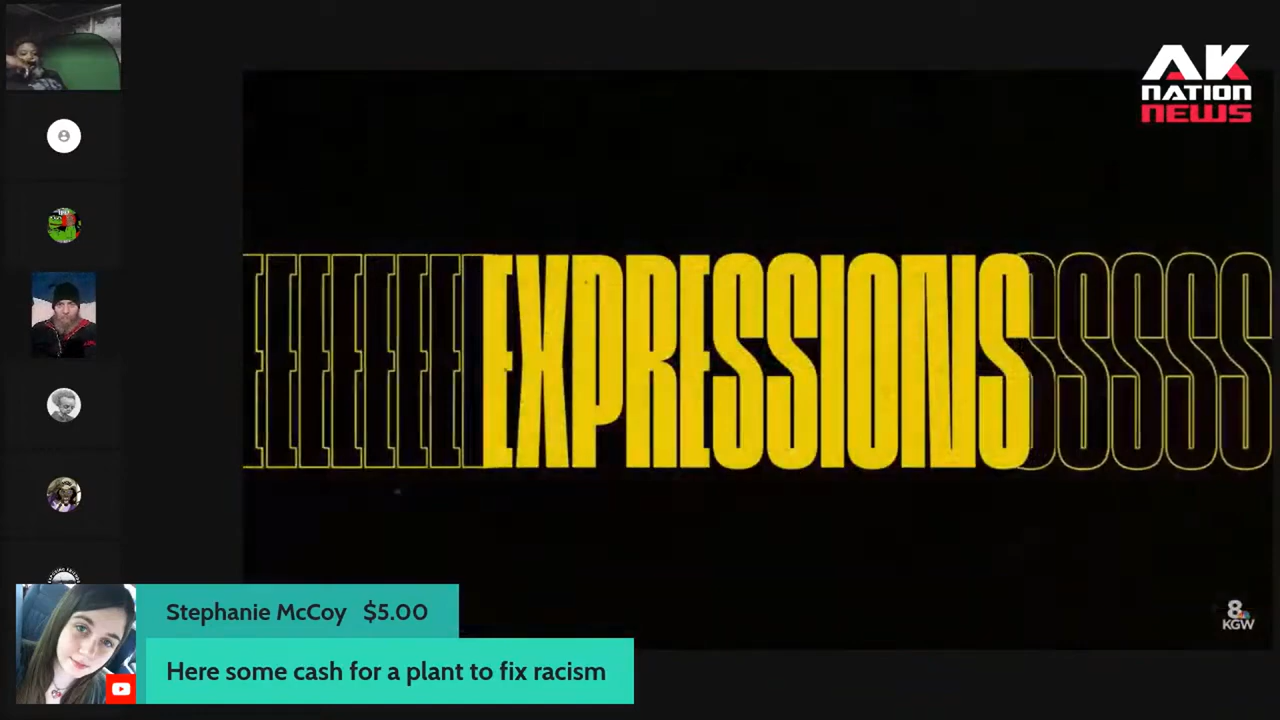 AK
NATION
NEWS
EXPRESSIONS
8
KGW
Stephanie McCoy $5.00
Here some cash for a plant to fix racism